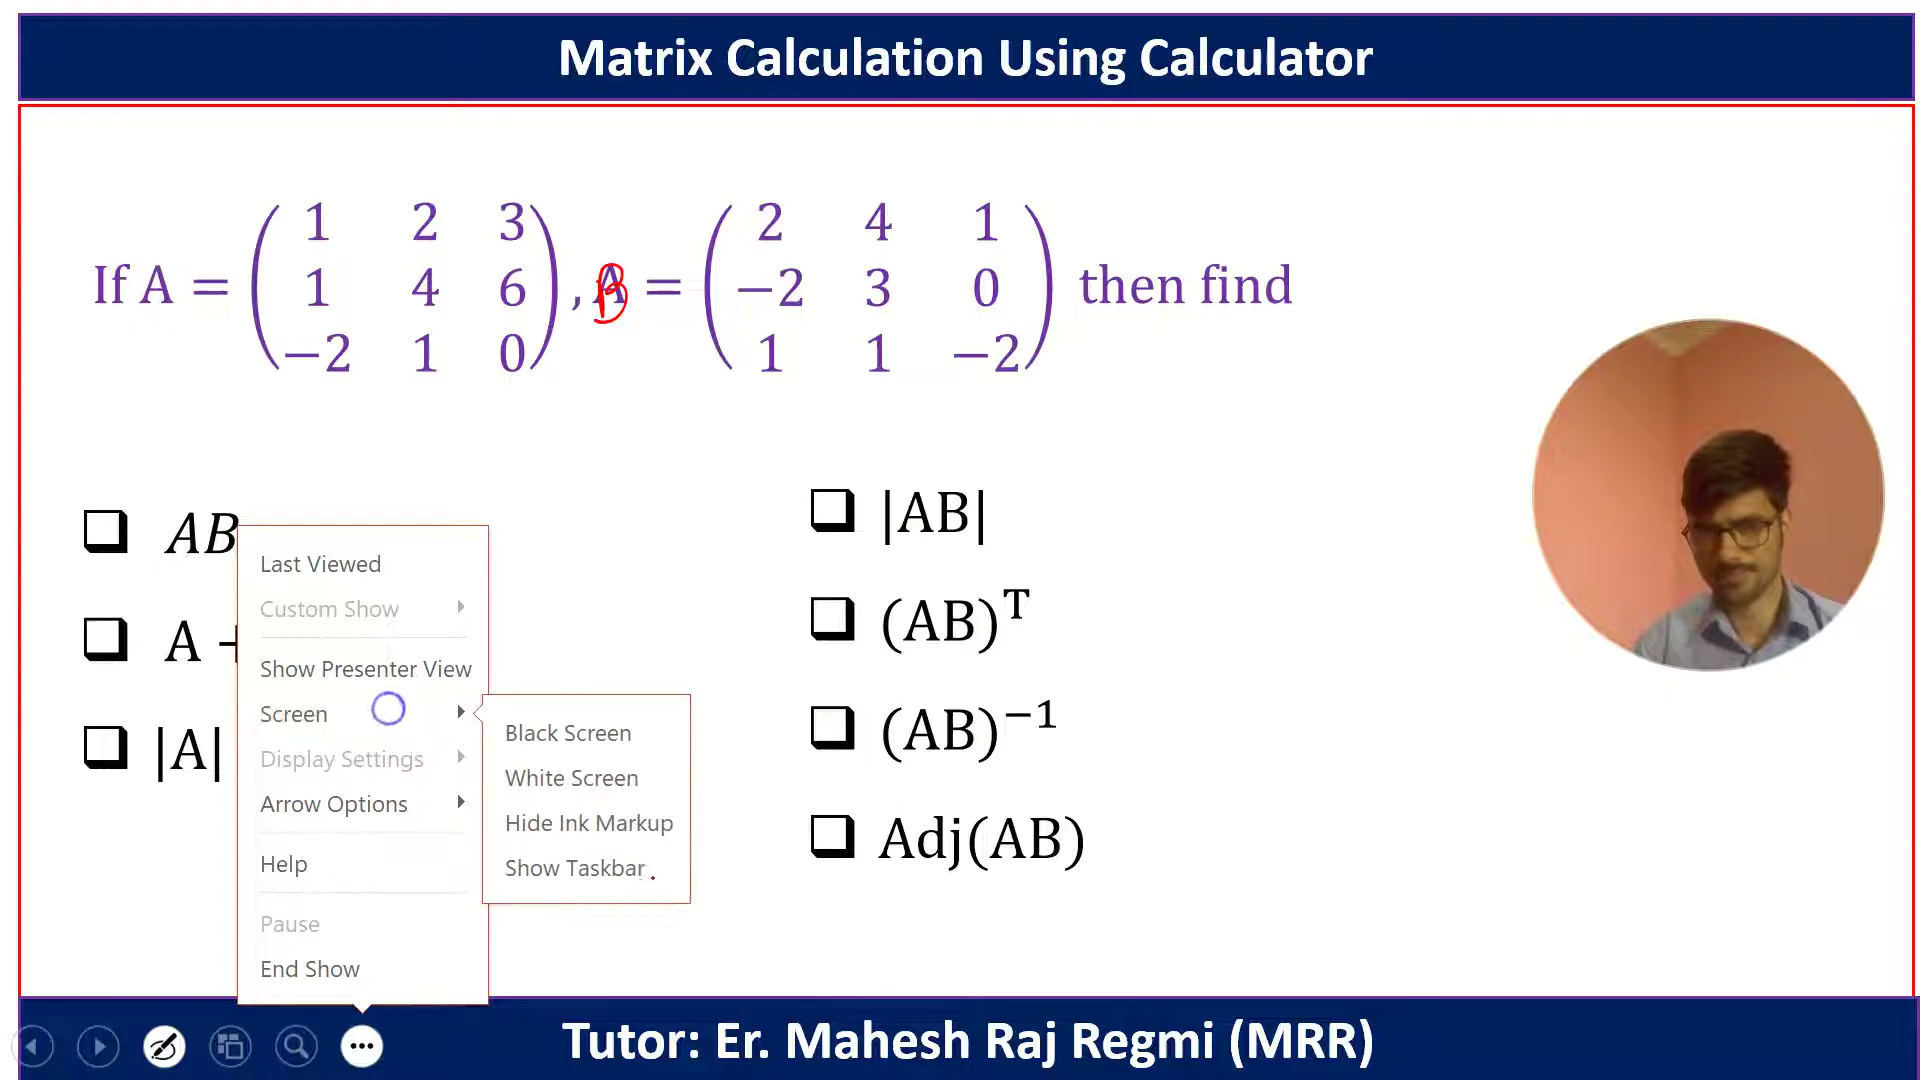 Matrix Calculation Using Calculator
If A = ( 1 2 3
1 4 6
−2 1 0 ) , B = ( 2 4 1
−2 3 0
1 1 −2 ) then find
❑ AB
❑ A +
❑ |A|
❑ |AB|
❑ (AB)ᵀ
❑ (AB)⁻¹
❑ Adj(AB)
Last Viewed
Custom Show
Show Presenter View
Screen
Display Settings
Arrow Options
Help
Pause
End Show
Black Screen
White Screen
Hide Ink Markup
Show Taskbar
Tutor: Er. Mahesh Raj Regmi (MRR)